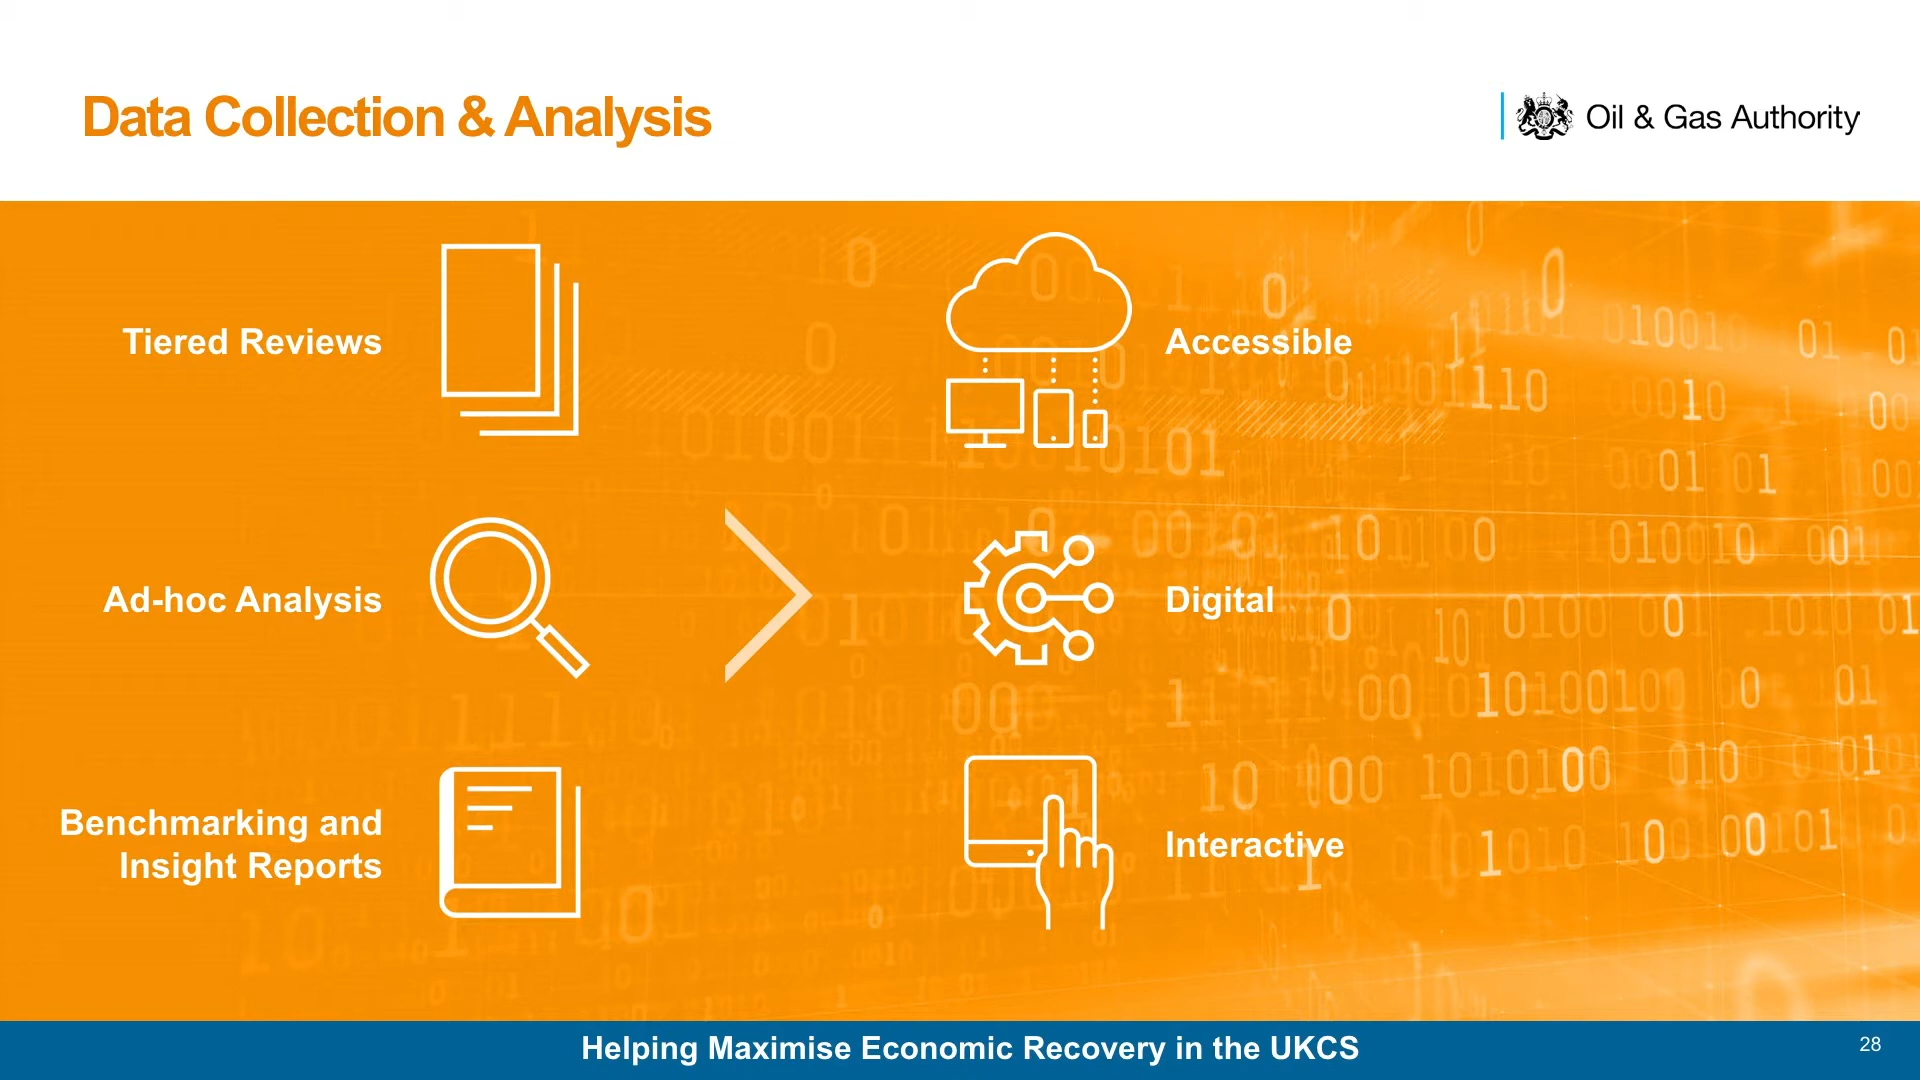 Data Collection & Analysis
Oil & Gas Authority
Tiered Reviews
Accessible
Ad-hoc Analysis
Digital
Benchmarking and
Insight Reports
Interactive
Helping Maximise Economic Recovery in the UKCS
28